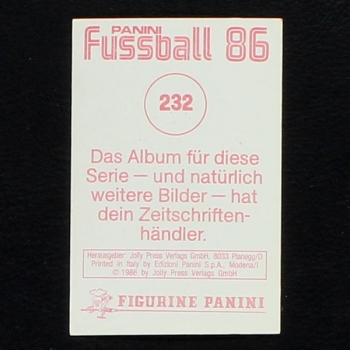 PANINI
Fussball 86
232
Das Album für diese
Serie — und natürlich
weitere Bilder — hat
dein Zeitschriften-
händler.
Herausgeber: Jolly Press Verlags GmbH, 8033 Planegg/D
Printed in Italy by Edizioni Panini S.p.A., Modena/I
© 1986 by Jolly Press Verlags GmbH
FIGURINE PANINI